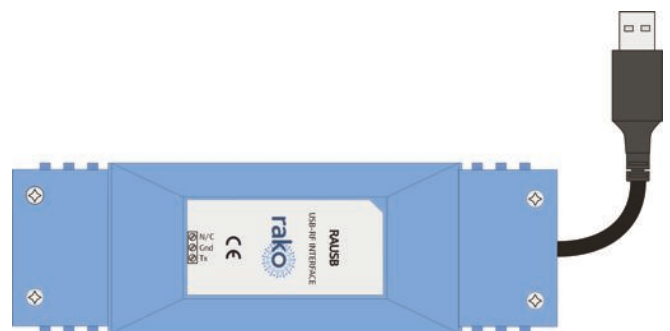 RAUSB
USB-RF INTERFACE
rako
CE
N/C
Gnd
Tx